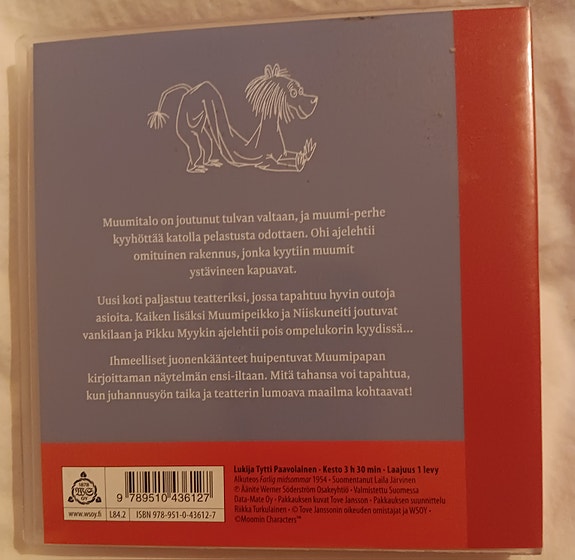 Muumitalo on joutunut tulvan valtaan, ja muumi-perhe
kyyhöttää katolla pelastusta odottaen. Ohi ajelehtii
omituinen rakennus, jonka kyytiin muumit
ystävineen kapuavat.
Uusi koti paljastuu teatteriksi, jossa tapahtuu hyvin outoja
asioita. Kaiken lisäksi Muumipeikko ja Niiskuneiti joutuvat
vankilaan ja Pikku Myykin ajelehtii pois ompelukorin kyydissä...
Ihmeelliset juonenkäänteet huipentuvat Muumipapan
kirjoittaman näytelmän ensi-iltaan. Mitä tahansa voi tapahtua,
kun juhannusyön taika ja teatterin lumoava maailma kohtaavat!
Lukija Tytti Paavolainen • Kesto 3 h 30 min • Laajuus 1 levy
Alkuteos Farlig midsommar 1954 • Suomentanut Laila Järvinen
℗ Äänite Werner Söderström Osakeyhtiö • Valmistettu Suomessa
Data-Mate Oy • Pakkauksen kuvat Tove Jansson • Pakkauksen suunnittelu
Riikka Turkulainen • © Tove Janssonin oikeuden omistajat ja WSOY •
©Moomin Characters™
1878
WS
OY
9 789510 436127
www.wsoy.fi
L84.2
ISBN 978-951-0-43612-7